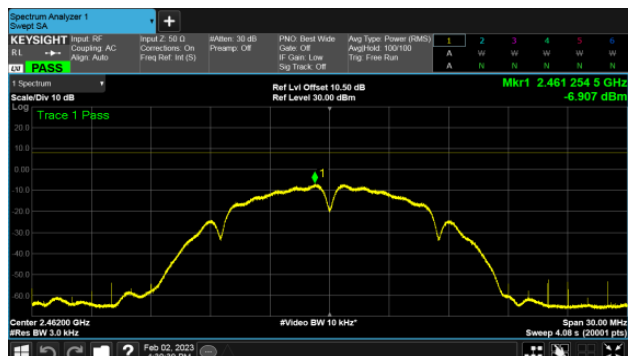 Spectrum Analyzer 1
Swept SA
KEYSIGHT Input: RF Input Z: 50 Ω #Atten: 30 dB PNO: Best Wide Avg Type: Power (RMS) 1 2 3 4 5 6
RL Coupling: AC Corrections: On Preamp: Off Gate: Off Avg|Hold: 100/100 A W W W W W
Align: Auto Freq Ref: Int (S) IF Gain: Low Trig: Free Run
LXI PASS Sig Track: Off A N N N N N
1 Spectrum Ref Lvl Offset 10.50 dB Mkr1 2.461 254 5 GHz
Scale/Div 10 dB Ref Level 30.00 dBm -6.907 dBm
Log
Trace 1 Pass
20.0
10.0
0.00
1
-10.0
-20.0
-30.0
-40.0
-50.0
-60.0
Center 2.46200 GHz #Video BW 10 kHz* Span 30.00 MHz
#Res BW 3.0 kHz Sweep 4.08 s (20001 pts)
? Feb 02, 2023